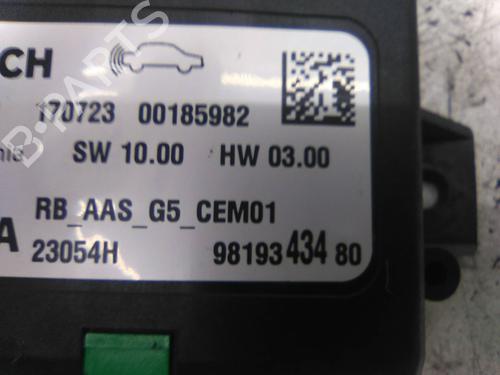 CH
170723 00185982
SW 10.00 HW 03.00
RB_AAS_G5_CEM01
A
23054H 98193 434 80
B-PARTS